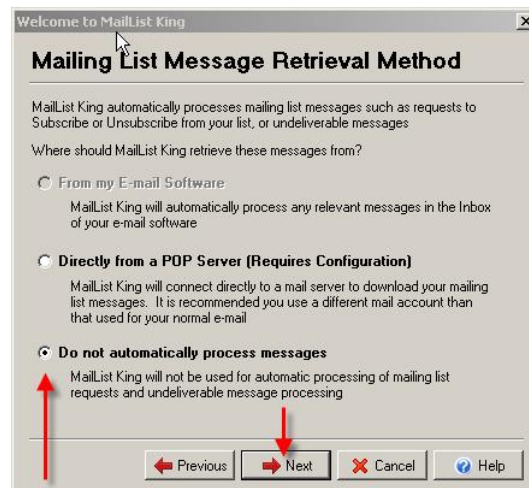 Welcome to MailList King
Mailing List Message Retrieval Method
MailList King automatically processes mailing list messages such as requests to
Subscribe or Unsubscribe from your list, or undeliverable messages
Where should MailList King retrieve these messages from?
From my E-mail Software
MailList King will automatically process any relevant messages in the Inbox
of your e-mail software
Directly from a POP Server (Requires Configuration)
MailList King will connect directly to a mail server to download your mailing
list messages. It is recommended you use a different mail account than
that used for your normal e-mail
Do not automatically process messages
MailList King will not be used for automatic processing of mailing list
requests and undeliverable message processing
Previous Next Cancel Help